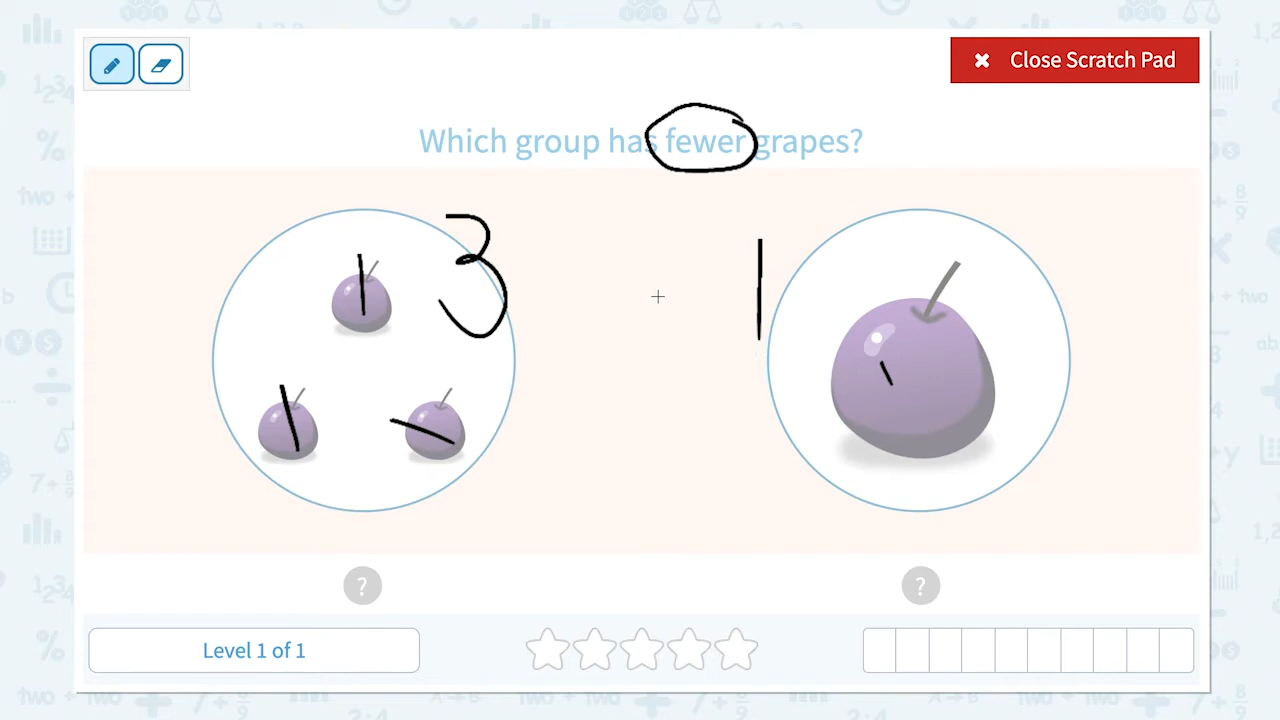 Close Scratch Pad
Which group has fewer grapes?
3
1
?
?
Level 1 of 1